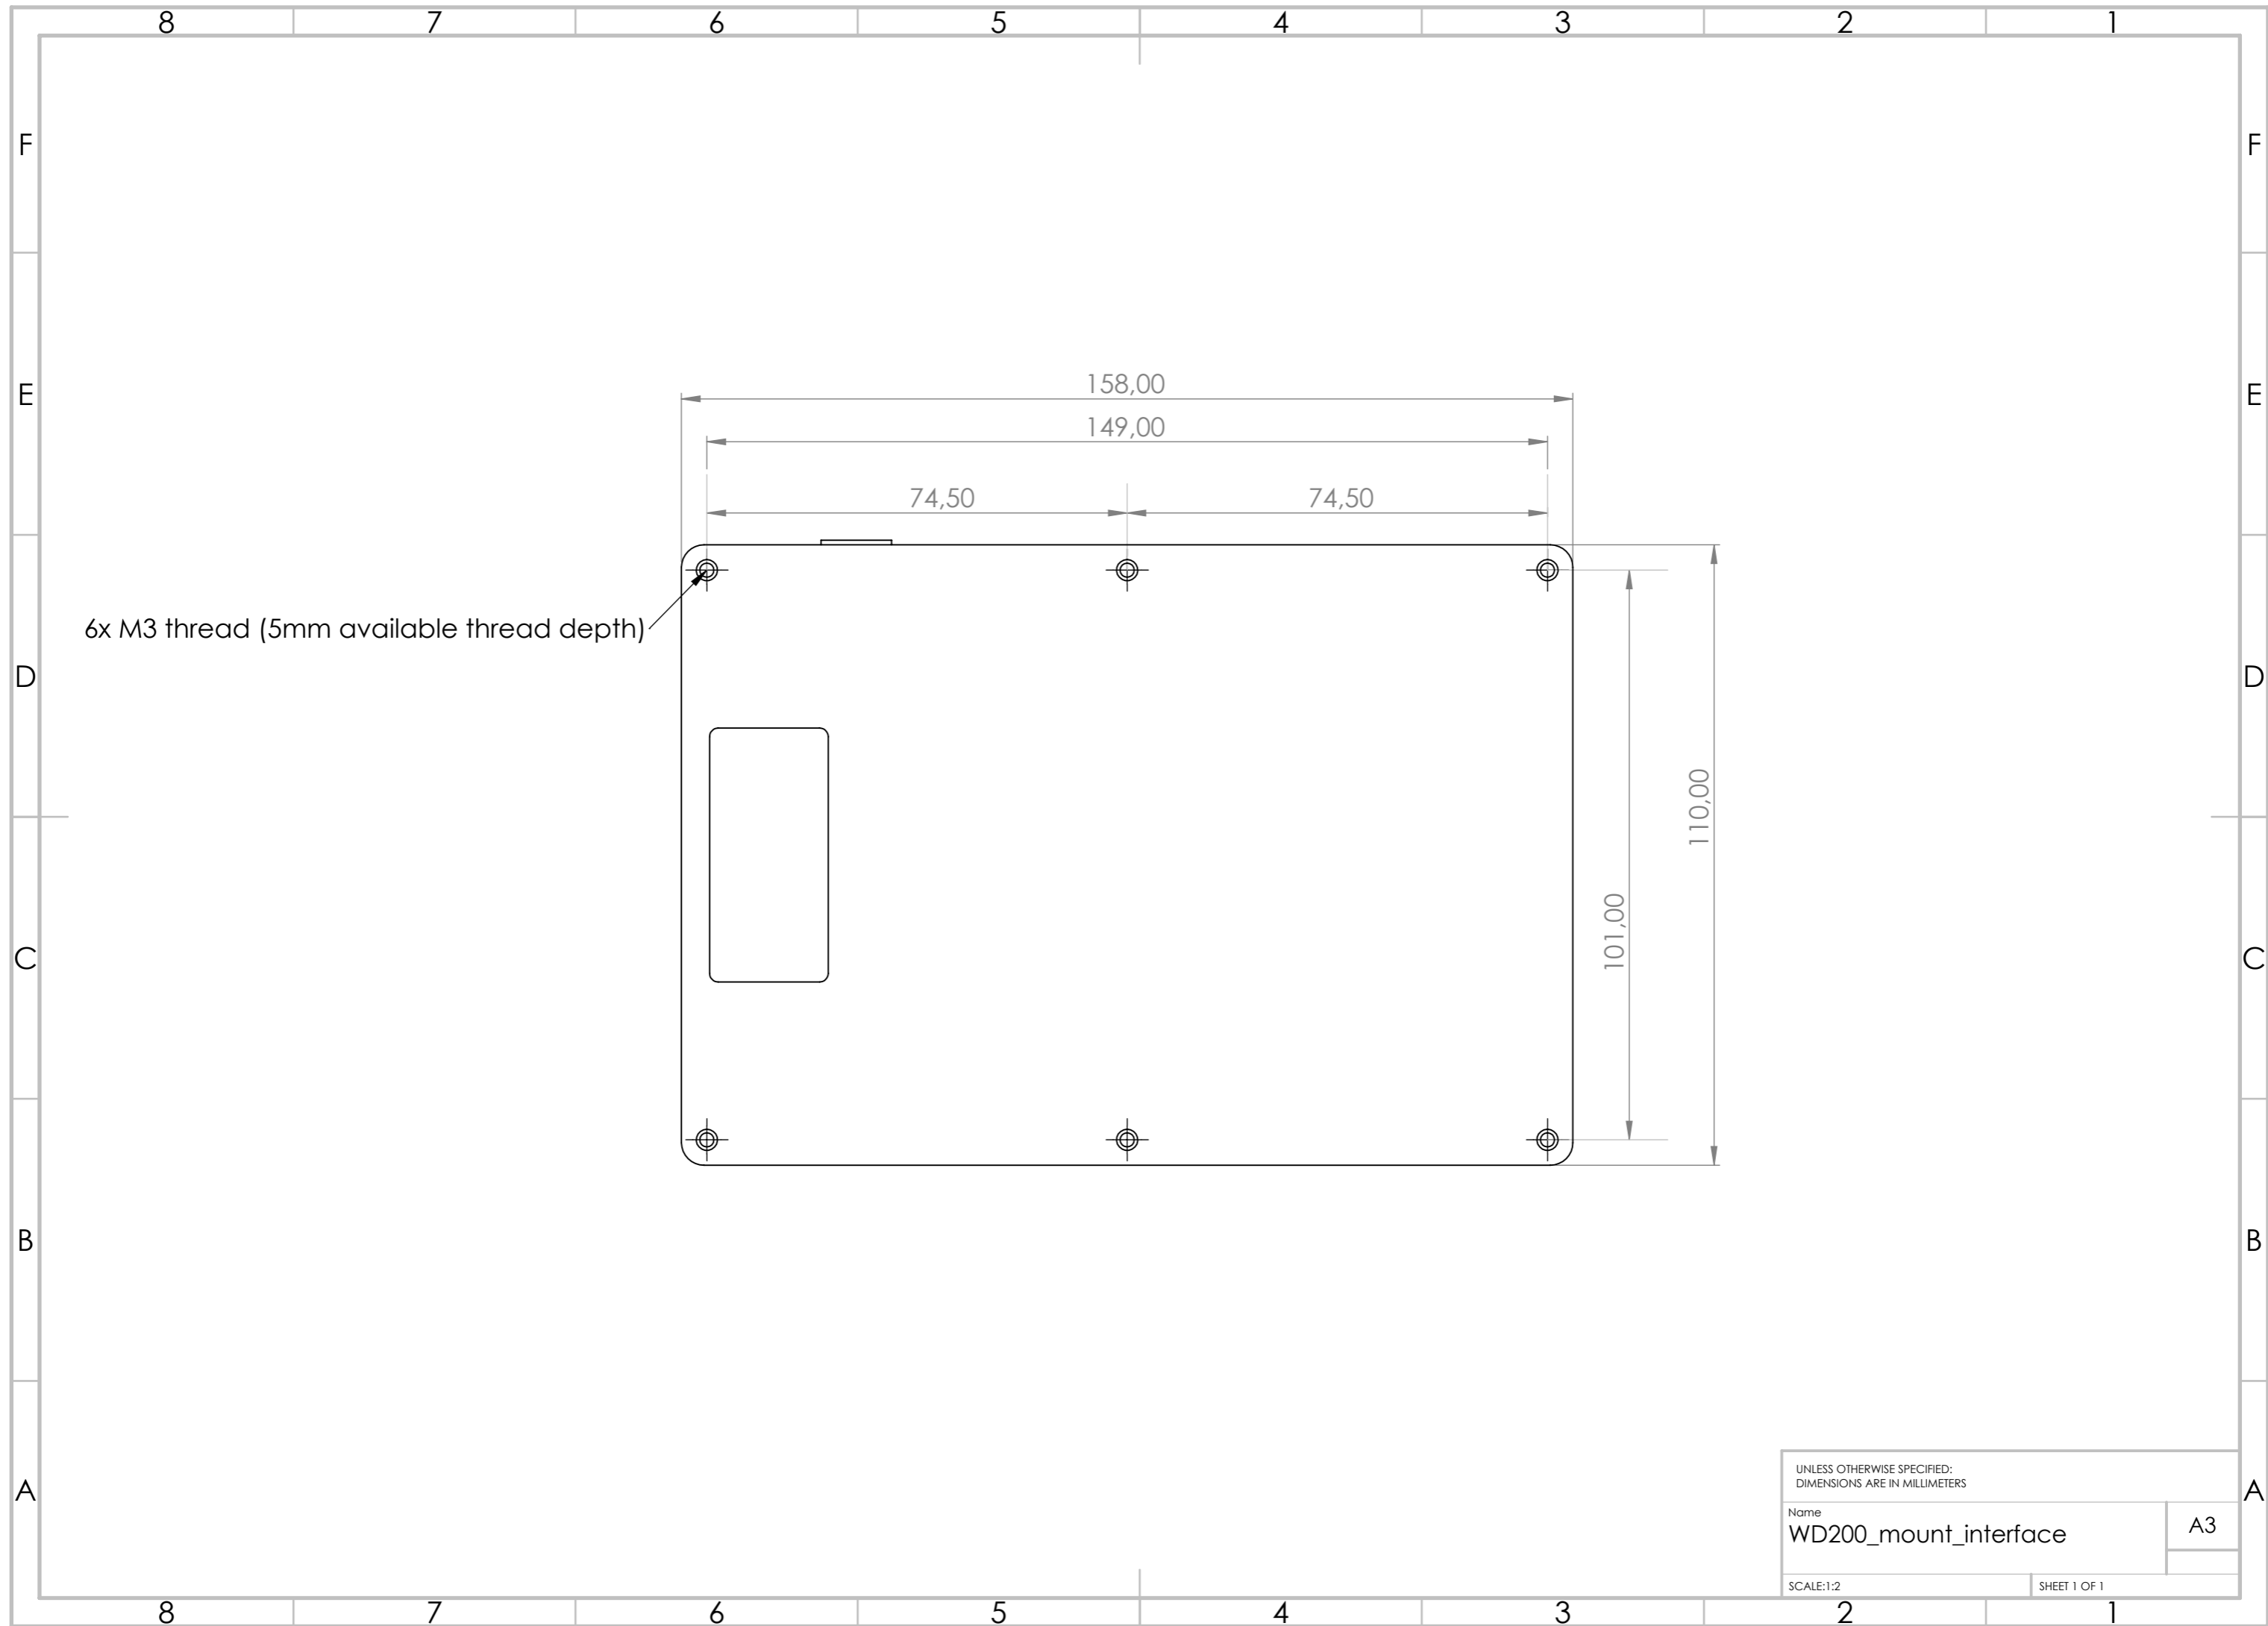 8 7 6 5 4 3 2 1
F F
E E
158,00
149,00
74,50 74,50
6x M3 thread (5mm available thread depth)
D D
110,00
101,00
C C
B B
A A
UNLESS OTHERWISE SPECIFIED:
DIMENSIONS ARE IN MILLIMETERS
Name
WD200_mount_interface
A3
SCALE:1:2
SHEET 1 OF 1
8 7 6 5 4 3 2 1